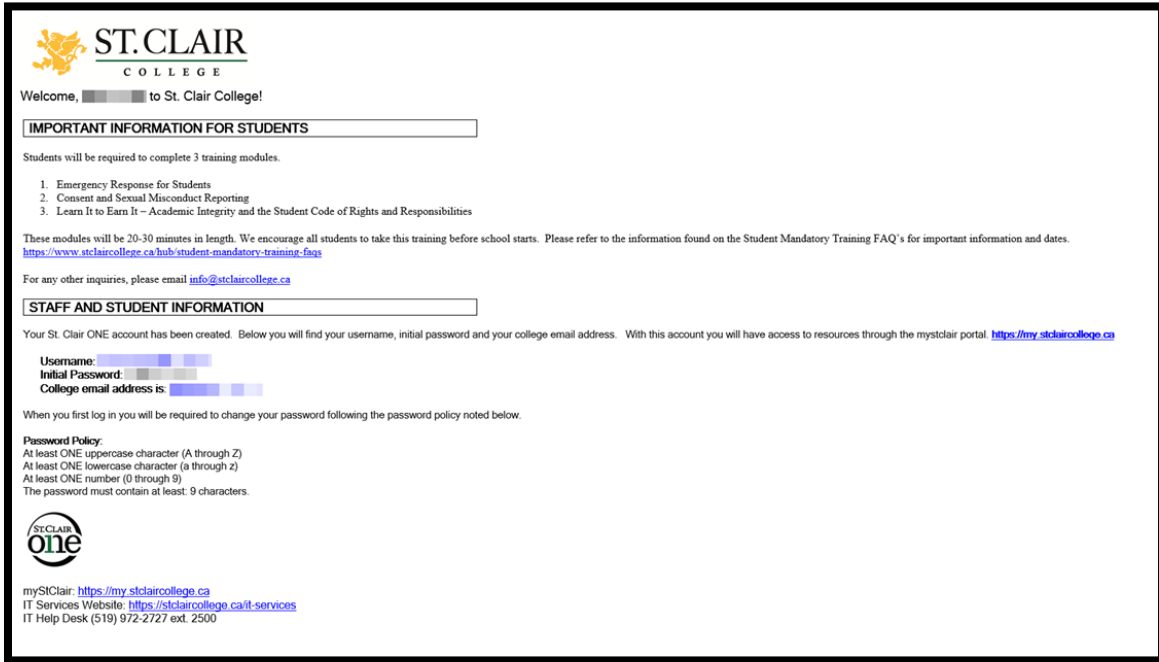 ST. CLAIR
COLLEGE
Welcome, to St. Clair College!
IMPORTANT INFORMATION FOR STUDENTS
Students will be required to complete 3 training modules.
1. Emergency Response for Students
2. Consent and Sexual Misconduct Reporting
3. Learn It to Earn It – Academic Integrity and the Student Code of Rights and Responsibilities
These modules will be 20-30 minutes in length. We encourage all students to take this training before school starts. Please refer to the information found on the Student Mandatory Training FAQ's for important information and dates.
https://www.stclaircollege.ca/hub/student-mandatory-training-faqs
For any other inquiries, please email info@stclaircollege.ca
STAFF AND STUDENT INFORMATION
Your St. Clair ONE account has been created. Below you will find your username, initial password and your college email address. With this account you will have access to resources through the mystclair portal. https://my.stclaircollege.ca
Username:
Initial Password:
College email address is:
When you first log in you will be required to change your password following the password policy noted below.
Password Policy:
At least ONE uppercase character (A through Z)
At least ONE lowercase character (a through z)
At least ONE number (0 through 9)
The password must contain at least: 9 characters.
ST.CLAIR
one
myStClair: https://my.stclaircollege.ca
IT Services Website: https://stclaircollege.ca/it-services
IT Help Desk (519) 972-2727 ext. 2500